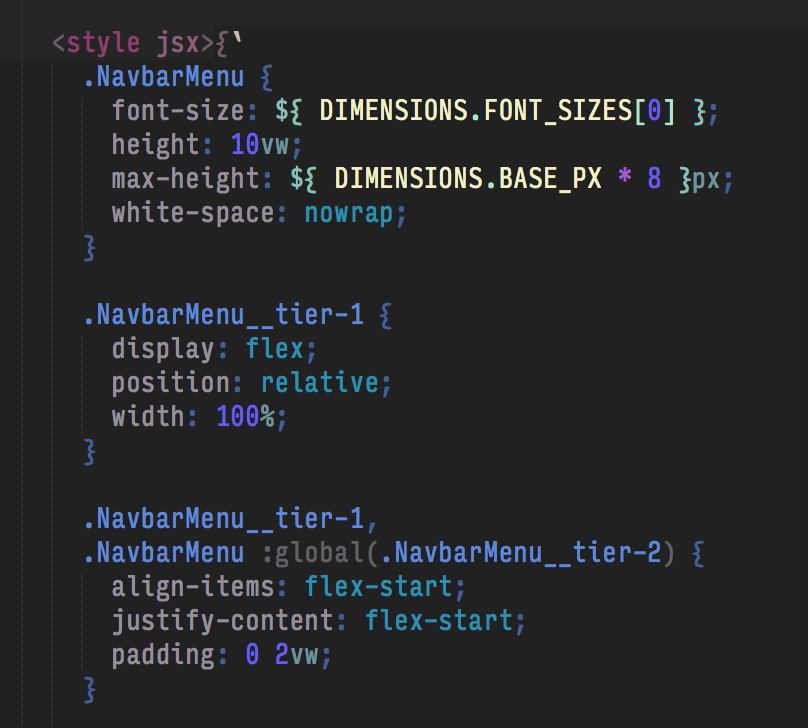 <style jsx>{`
.NavbarMenu {
font-size: ${ DIMENSIONS.FONT_SIZES[0] };
height: 10vw;
max-height: ${ DIMENSIONS.BASE_PX * 8 }px;
white-space: nowrap;
}
.NavbarMenu__tier-1 {
display: flex;
position: relative;
width: 100%;
}
.NavbarMenu__tier-1,
.NavbarMenu :global(.NavbarMenu__tier-2) {
align-items: flex-start;
justify-content: flex-start;
padding: 0 2vw;
}